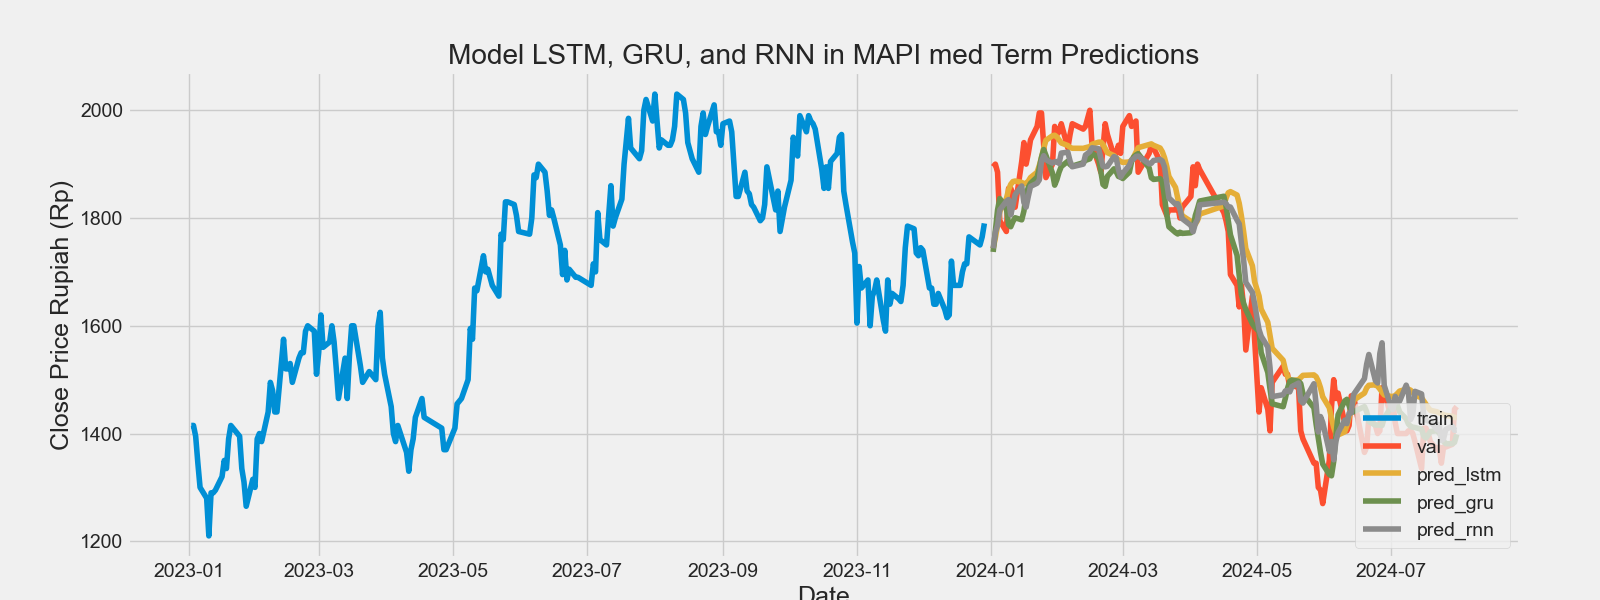 Model LSTM, GRU, and RNN in MAPI med Term Predictions
Close Price Rupiah (Rp)
2000
1800
1600
1400
1200
2023-01 2023-03 2023-05 2023-07 2023-09 2023-11 2024-01 2024-03 2024-05 2024-07
Date
train
val
pred_lstm
pred_gru
pred_rnn